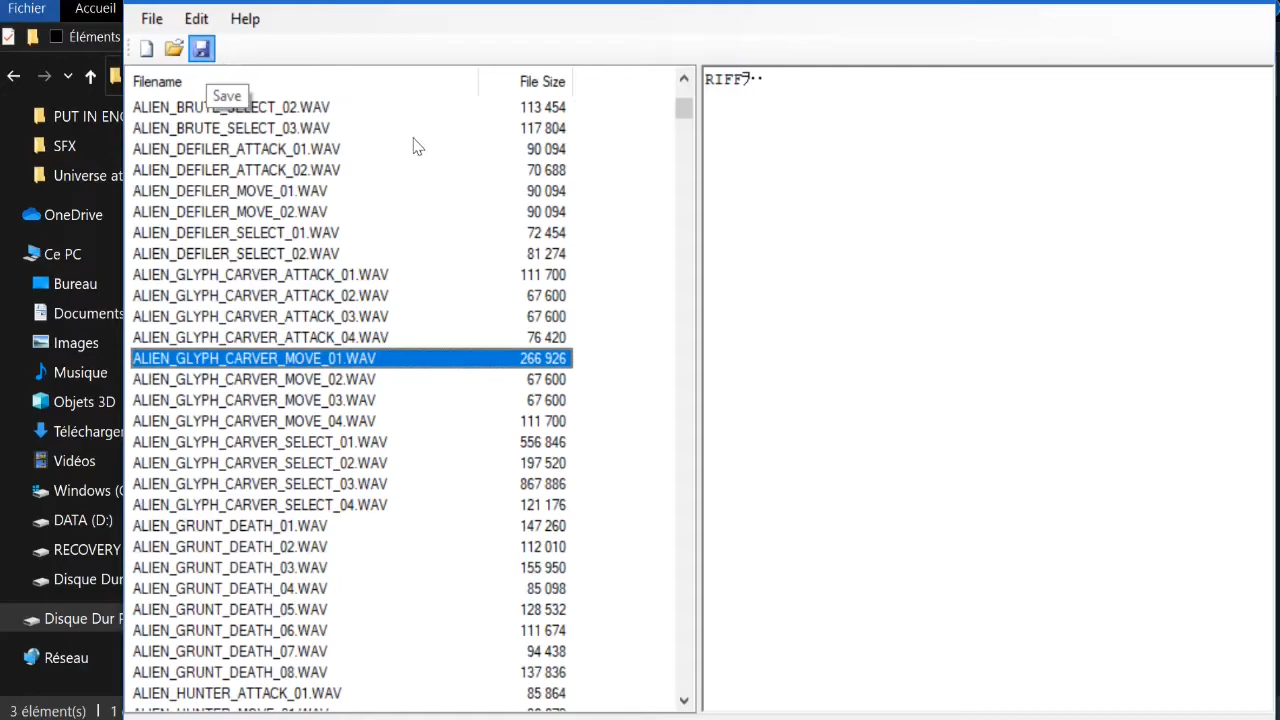 Fichier
Accueil
Éléments
PUT IN EN
SFX
Universe at
OneDrive
Ce PC
Bureau
Documents
Images
Musique
Objets 3D
Télécharger
Vidéos
Windows (
DATA (D:)
RECOVERY
Disque Dur
Disque Dur P
Réseau
3 élément(s)
1
File Edit Help
Save
Filename File Size
ALIEN_BRUTE_SELECT_02.WAV 113 454
ALIEN_BRUTE_SELECT_03.WAV 117 804
ALIEN_DEFILER_ATTACK_01.WAV 90 094
ALIEN_DEFILER_ATTACK_02.WAV 70 688
ALIEN_DEFILER_MOVE_01.WAV 90 094
ALIEN_DEFILER_MOVE_02.WAV 90 094
ALIEN_DEFILER_SELECT_01.WAV 72 454
ALIEN_DEFILER_SELECT_02.WAV 81 274
ALIEN_GLYPH_CARVER_ATTACK_01.WAV 111 700
ALIEN_GLYPH_CARVER_ATTACK_02.WAV 67 600
ALIEN_GLYPH_CARVER_ATTACK_03.WAV 67 600
ALIEN_GLYPH_CARVER_ATTACK_04.WAV 76 420
ALIEN_GLYPH_CARVER_MOVE_01.WAV 266 926
ALIEN_GLYPH_CARVER_MOVE_02.WAV 67 600
ALIEN_GLYPH_CARVER_MOVE_03.WAV 67 600
ALIEN_GLYPH_CARVER_MOVE_04.WAV 111 700
ALIEN_GLYPH_CARVER_SELECT_01.WAV 556 846
ALIEN_GLYPH_CARVER_SELECT_02.WAV 197 520
ALIEN_GLYPH_CARVER_SELECT_03.WAV 867 886
ALIEN_GLYPH_CARVER_SELECT_04.WAV 121 176
ALIEN_GRUNT_DEATH_01.WAV 147 260
ALIEN_GRUNT_DEATH_02.WAV 112 010
ALIEN_GRUNT_DEATH_03.WAV 155 950
ALIEN_GRUNT_DEATH_04.WAV 85 098
ALIEN_GRUNT_DEATH_05.WAV 128 532
ALIEN_GRUNT_DEATH_06.WAV 111 674
ALIEN_GRUNT_DEATH_07.WAV 94 438
ALIEN_GRUNT_DEATH_08.WAV 137 836
ALIEN_HUNTER_ATTACK_01.WAV 85 864
RIFF